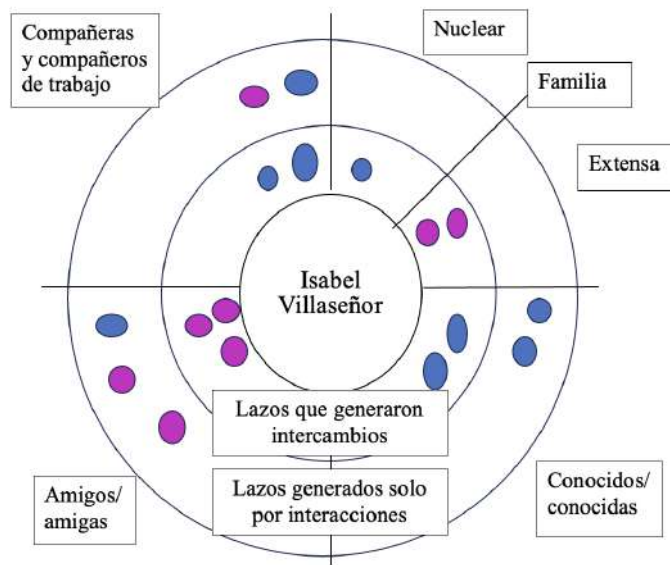 Compañeras
y compañeros
de trabajo
Nuclear
Familia
Extensa
Isabel
Villaseñor
Lazos que generaron
intercambios
Lazos generados solo
por interacciones
Amigos/
amigas
Conocidos/
conocidas